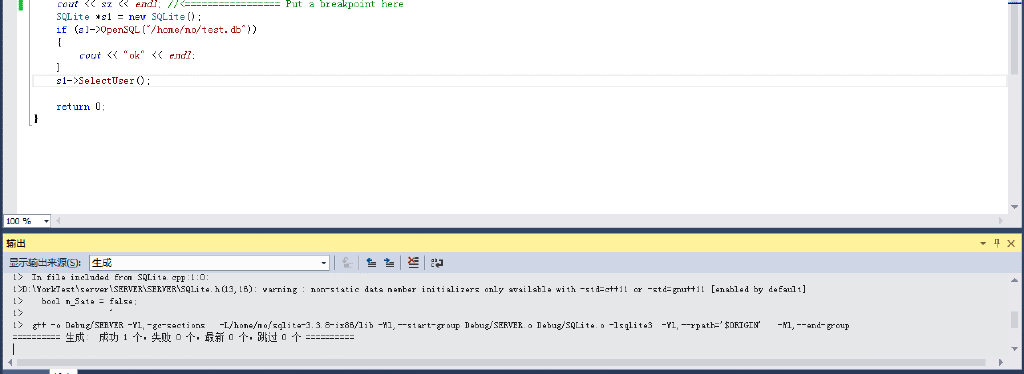 cout << sz << endl; //<================= Put a breakpoint here
SQLite *sl = new SQLite();
if (sl->OpenSQL("/home/mo/test.db"))
{
cout << "ok" << endl;
}
sl->SelectUser();
return 0;
}
100 %
输出
显示输出来源(S): 生成
1> In file included from SQLite.cpp:1:0:
1>D:\YorkTest\server\SERVER\SERVER\SQLite.h(13,16): warning : non-static data member initializers only available with -std=c++11 or -std=gnu++11 [enabled by default]
1> bool m_Sate = false;
1>
1> g++ -o Debug/SERVER -Wl,-gc-sections -L/home/mo/sqlite-3.3.8-ix86/lib -Wl,--start-group Debug/SERVER.o Debug/SQLite.o -lsqlite3 -Wl,--rpath='$ORIGIN' -Wl,--end-group
========== 生成: 成功 1 个，失败 0 个，最新 0 个，跳过 0 个 ==========